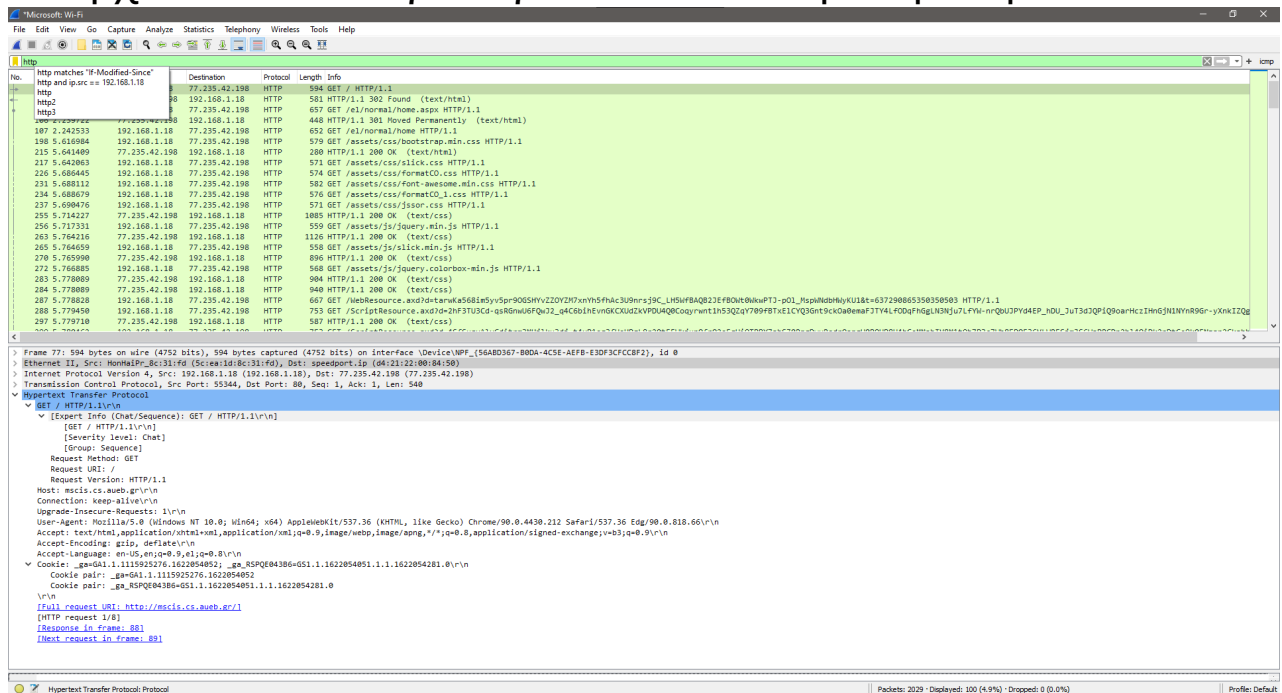 *Microsoft: Wi-Fi
File Edit View Go Capture Analyze Statistics Telephony Wireless Tools Help
http
+ icmp
http matches "If-Modified-Since"
http and ip.src == 192.168.1.18
http
http2
http3
No. Destination Protocol Length Info
77.235.42.198 HTTP 594 GET / HTTP/1.1
98 192.168.1.18 HTTP 581 HTTP/1.1 302 Found (text/html)
77.235.42.198 HTTP 657 GET /el/normal/home.aspx HTTP/1.1
192.168.1.18 HTTP 448 HTTP/1.1 301 Moved Permanently (text/html)
107 2.242533 192.168.1.18 77.235.42.198 HTTP 652 GET /el/normal/home HTTP/1.1
198 5.616984 192.168.1.18 77.235.42.198 HTTP 579 GET /assets/css/bootstrap.min.css HTTP/1.1
215 5.641409 77.235.42.198 192.168.1.18 HTTP 280 HTTP/1.1 200 OK (text/html)
217 5.642063 192.168.1.18 77.235.42.198 HTTP 571 GET /assets/css/slick.css HTTP/1.1
226 5.686445 192.168.1.18 77.235.42.198 HTTP 574 GET /assets/css/formatCO.css HTTP/1.1
231 5.688112 192.168.1.18 77.235.42.198 HTTP 582 GET /assets/css/font-awesome.min.css HTTP/1.1
234 5.688679 192.168.1.18 77.235.42.198 HTTP 576 GET /assets/css/formatCO_1.css HTTP/1.1
237 5.690476 192.168.1.18 77.235.42.198 HTTP 571 GET /assets/css/jssor.css HTTP/1.1
255 5.714227 77.235.42.198 192.168.1.18 HTTP 1085 HTTP/1.1 200 OK (text/css)
256 5.717331 192.168.1.18 77.235.42.198 HTTP 559 GET /assets/js/jquery.min.js HTTP/1.1
263 5.764216 77.235.42.198 192.168.1.18 HTTP 1126 HTTP/1.1 200 OK (text/css)
265 5.764659 192.168.1.18 77.235.42.198 HTTP 558 GET /assets/js/slick.min.js HTTP/1.1
270 5.765990 77.235.42.198 192.168.1.18 HTTP 896 HTTP/1.1 200 OK (text/css)
272 5.766885 192.168.1.18 77.235.42.198 HTTP 568 GET /assets/js/jquery.colorbox-min.js HTTP/1.1
283 5.778089 77.235.42.198 192.168.1.18 HTTP 904 HTTP/1.1 200 OK (text/css)
284 5.778089 77.235.42.198 192.168.1.18 HTTP 940 HTTP/1.1 200 OK (text/css)
287 5.778828 192.168.1.18 77.235.42.198 HTTP 667 GET HTTP/1.1
288 5.779450 192.168.1.18 77.235.42.198 HTTP 753 GET
297 5.779710 77.235.42.198 192.168.1.18 HTTP 587 HTTP/1.1 200 OK (text/css)
Frame 77: 594 bytes on wire (4752 bits), 594 bytes captured (4752 bits) on interface \Device\NPF_{56ABD367-B0DA-4C5E-AEFB-E3DF3CFCC8F2}, id 0
Ethernet II, Src: HonHaiPr_8c:31:fd (5c:ea:1d:8c:31:fd), Dst: speedport.ip (d4:21:22:00:84:50)
Internet Protocol Version 4, Src: 192.168.1.18 (192.168.1.18), Dst: 77.235.42.198 (77.235.42.198)
Transmission Control Protocol, Src Port: 55344, Dst Port: 80, Seq: 1, Ack: 1, Len: 540
Hypertext Transfer Protocol
GET / HTTP/1.1\r\n
[Expert Info (Chat/Sequence): GET / HTTP/1.1\r\n]
[GET / HTTP/1.1\r\n]
[Severity level: Chat]
[Group: Sequence]
Request Method: GET
Request URI: /
Request Version: HTTP/1.1
Host: mscis.cs.aueb.gr\r\n
Connection: keep-alive\r\n
Upgrade-Insecure-Requests: 1\r\n
User-Agent: Mozilla/5.0 (Windows NT 10.0; Win64; x64) AppleWebKit/537.36 (KHTML, like Gecko) Chrome/90.0.4430.212 Safari/537.36 Edg/90.0.818.66\r\n
Accept: text/html,application/xhtml+xml,application/xml;q=0.9,image/webp,image/apng,*/*;q=0.8,application/signed-exchange;v=b3;q=0.9\r\n
Accept-Encoding: gzip, deflate\r\n
Accept-Language: en-US,en;q=0.9,el;q=0.8\r\n
Cookie: _ga=GA1.1.1115925276.1622054052; _ga_RSPQE043B6=GS1.1.1622054051.1.1.1622054281.0\r\n
Cookie pair: _ga=GA1.1.1115925276.1622054052
Cookie pair: _ga_RSPQE043B6=GS1.1.1622054051.1.1.1622054281.0
\r\n
[Full request URI: http://mscis.cs.aueb.gr/]
[HTTP request 1/8]
[Response in frame: 88]
[Next request in frame: 89]
Hypertext Transfer Protocol: Protocol
Packets: 2029 · Displayed: 100 (4.9%) · Dropped: 0 (0.0%)
Profile: Default